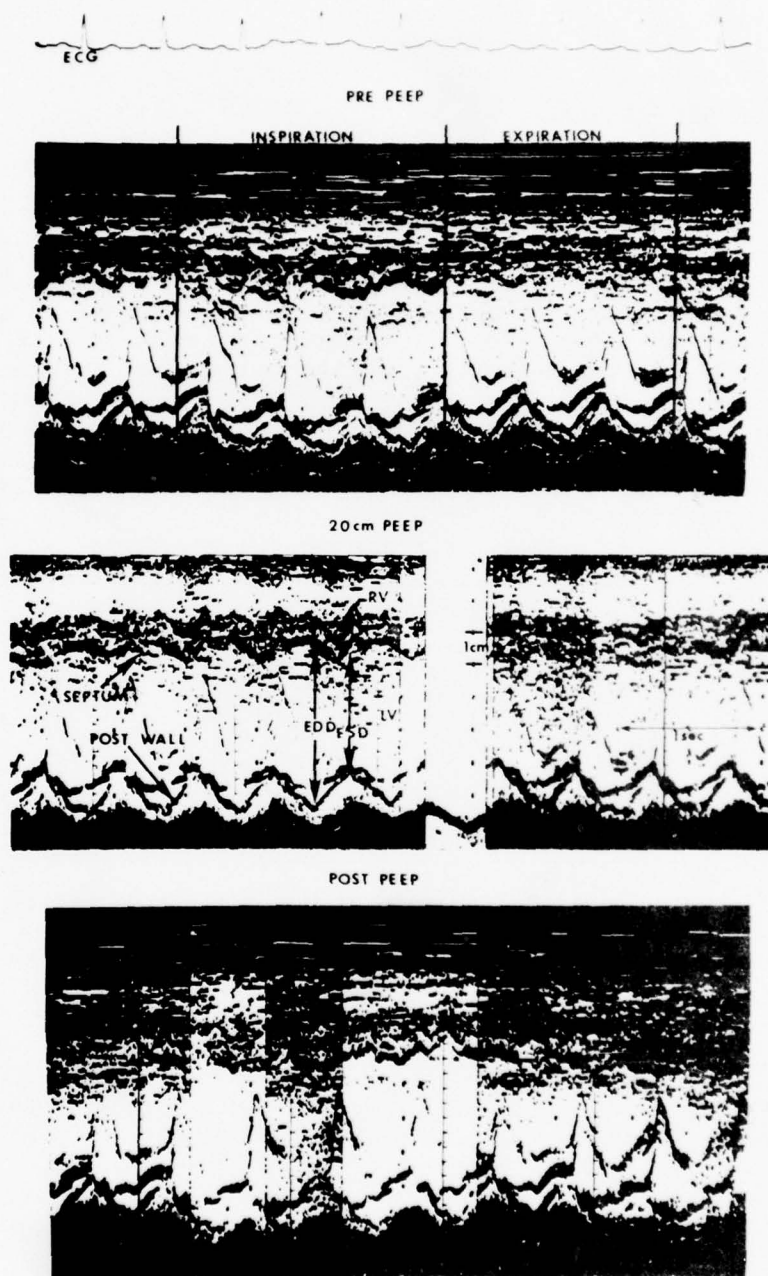 ECG
PRE PEEP
INSPIRATION EXPIRATION
20cm PEEP
RV
1cm
SEPTUM
EDD ESD LV
POST WALL
1sec
POST PEEP